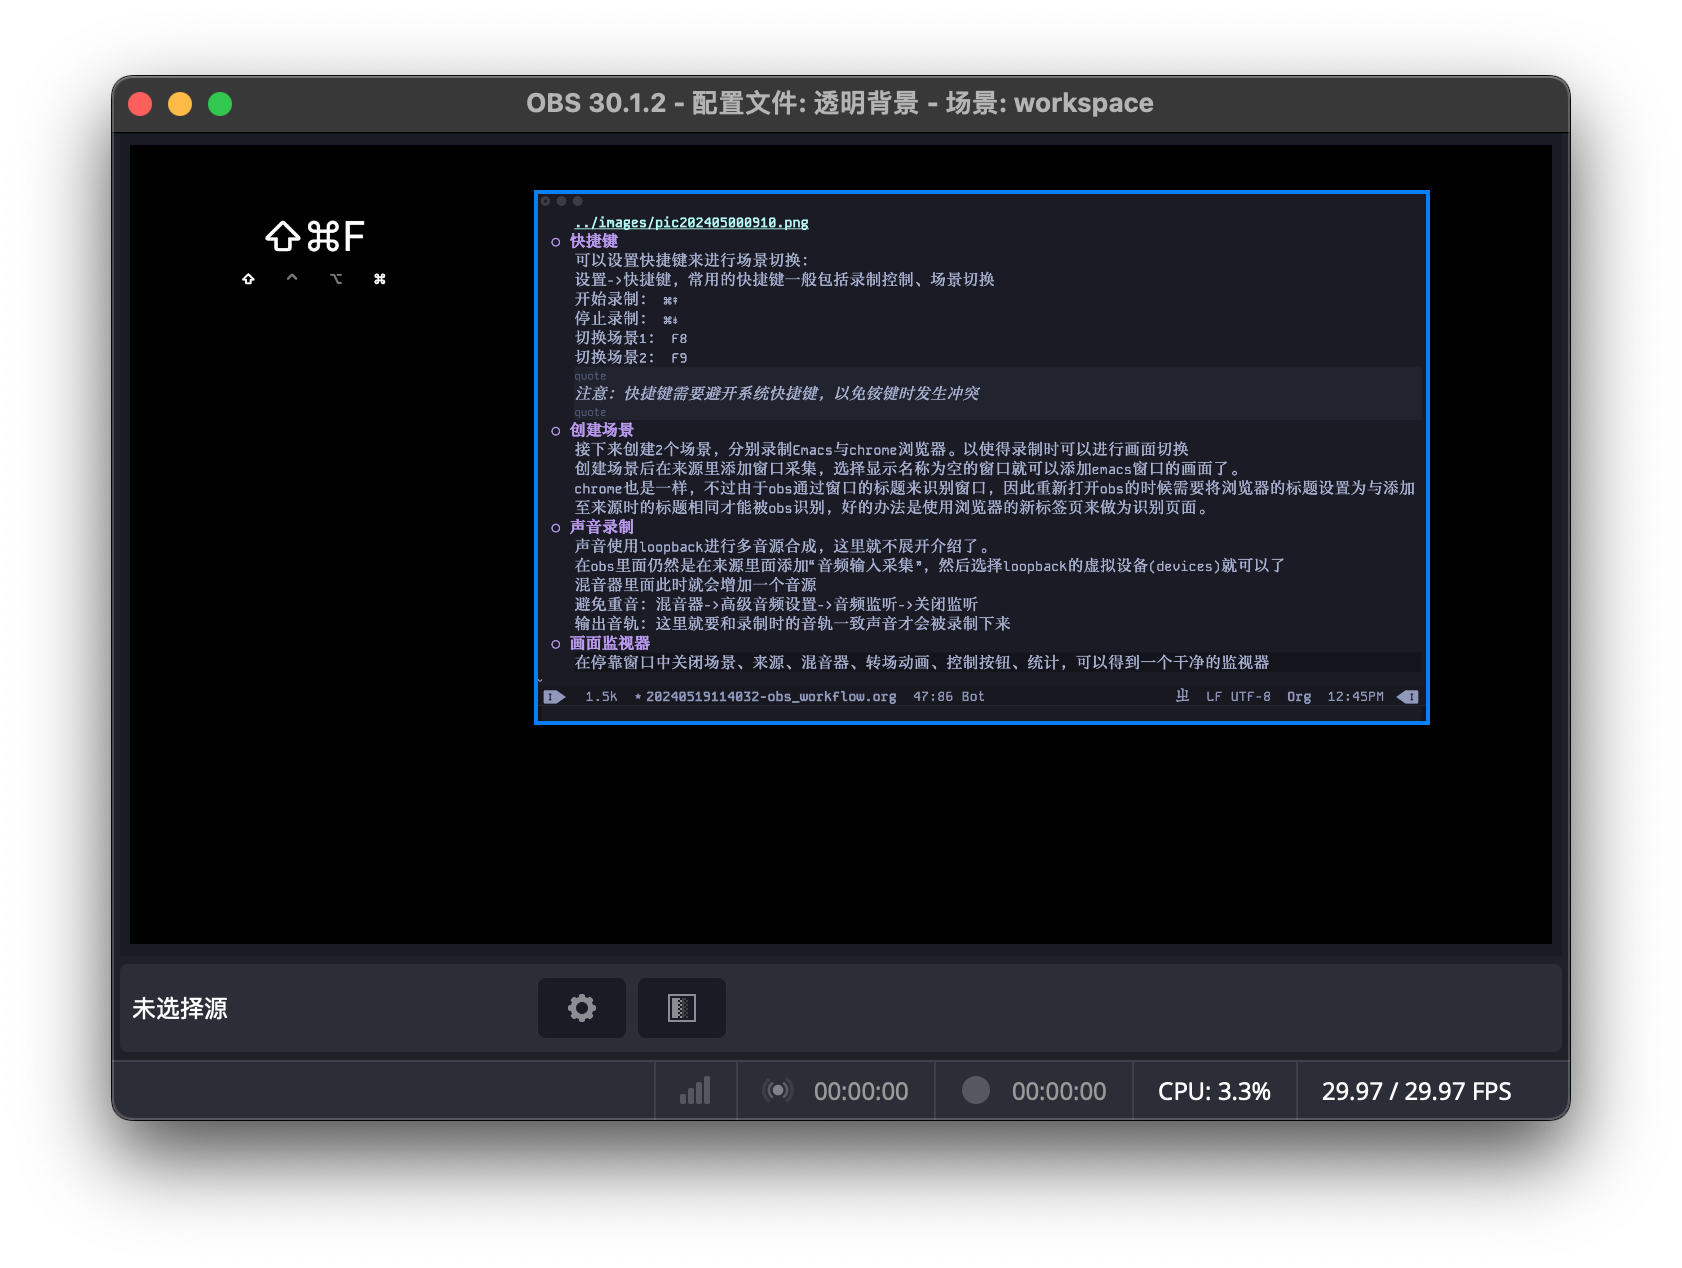 OBS 30.1.2 - 配置文件: 透明背景 - 场景: workspace
⇧⌘F
⇧ ⌃ ⌥ ⌘
../images/pic202405000910.png
快捷键
可以设置快捷键来进行场景切换：
设置->快捷键，常用的快捷键一般包括录制控制、场景切换
开始录制： ⌘↑
停止录制： ⌘↓
切换场景1： F8
切换场景2： F9
quote
注意：快捷键需要避开系统快捷键，以免铵键时发生冲突
quote
创建场景
接下来创建2个场景，分别录制Emacs与chrome浏览器。以使得录制时可以进行画面切换
创建场景后在来源里添加窗口采集，选择显示名称为空的窗口就可以添加emacs窗口的画面了。
chrome也是一样，不过由于obs通过窗口的标题来识别窗口，因此重新打开obs的时候需要将浏览器的标题设置为与添加
至来源时的标题相同才能被obs识别，好的办法是使用浏览器的新标签页来做为识别页面。
声音录制
声音使用loopback进行多音源合成，这里就不展开介绍了。
在obs里面仍然是在来源里面添加“音频输入采集”，然后选择loopback的虚拟设备(devices)就可以了
混音器里面此时就会增加一个音源
避免重音：混音器->高级音频设置->音频监听->关闭监听
输出音轨：这里就要和录制时的音轨一致声音才会被录制下来
画面监视器
在停靠窗口中关闭场景、来源、混音器、转场动画、控制按钮、统计，可以得到一个干净的监视器
1.5k * 20240519114032-obs_workflow.org 47:86 Bot LF UTF-8 Org 12:45PM
未选择源
00:00:00 00:00:00 CPU: 3.3% 29.97 / 29.97 FPS